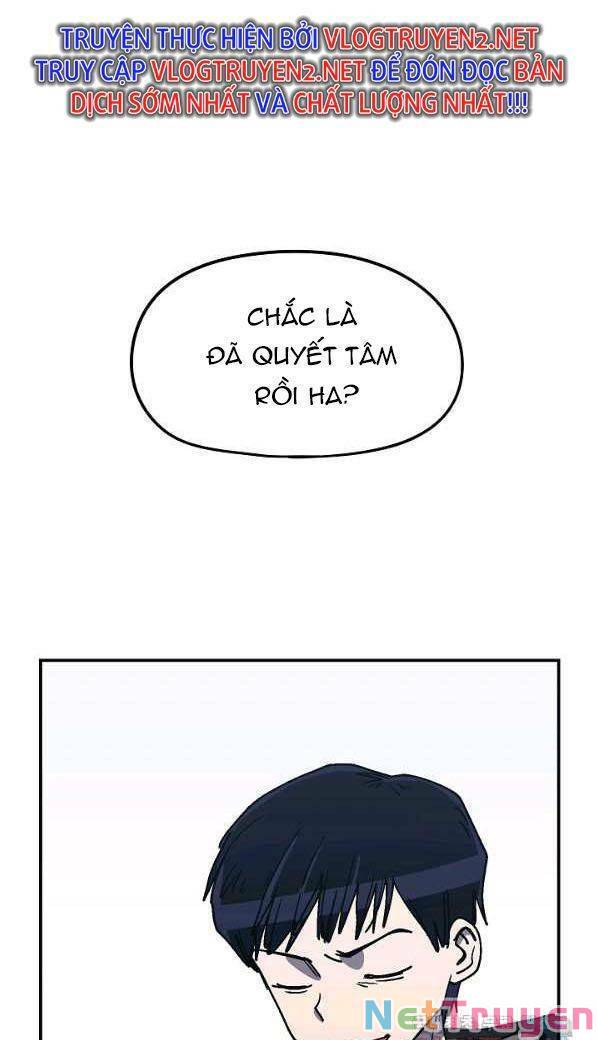 TRUYỆN THỰC HIỆN BỞI VLOGTRUYEN2.NET
TRUY CẬP VLOGTRUYEN2.NET ĐỂ ĐÓN ĐỌC BẢN
DỊCH SỚM NHẤT VÀ CHẤT LƯỢNG NHẤT!!!
CHẮC LÀ
ĐÃ QUYẾT TÂM
RỒI HA?
NetTruyen